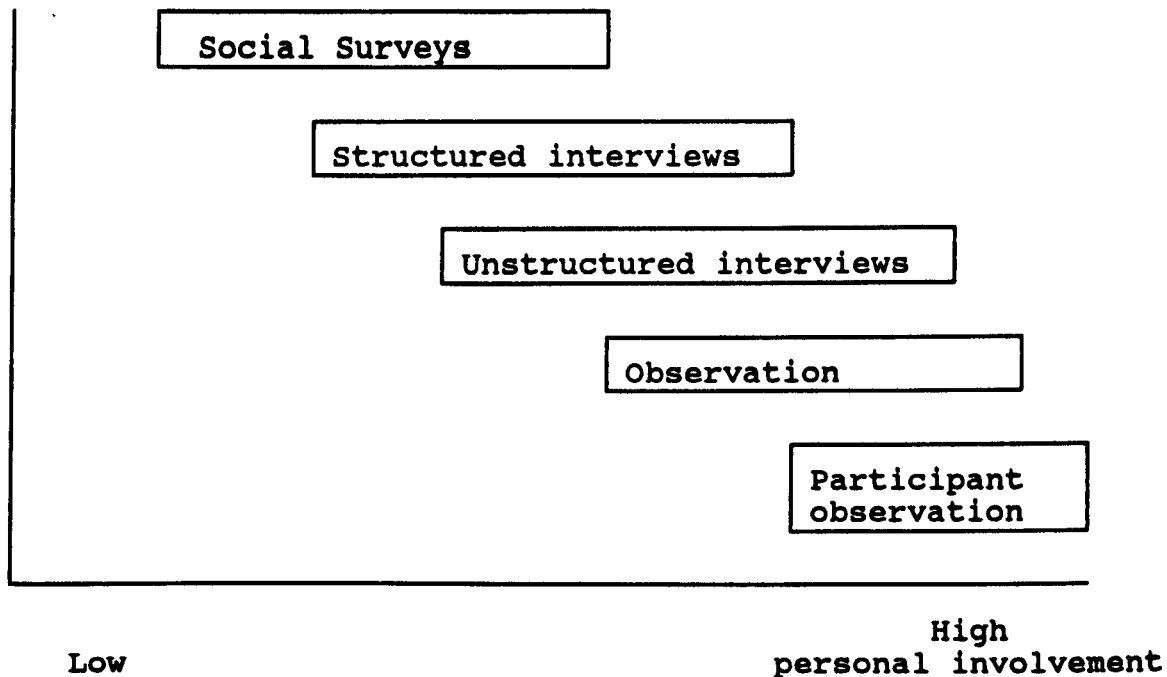 Social Surveys
Structured interviews
Unstructured interviews
Observation
Participant
observation
High
Low personal involvement